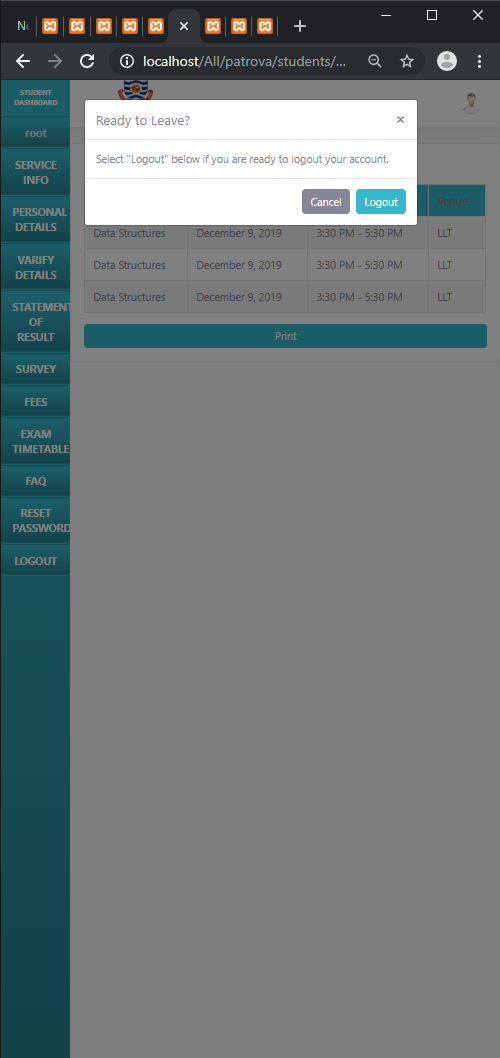 Ne
localhost/All/patrova/students/...
STUDENT
DASHBOARD
root
SERVICE
INFO
PERSONAL
DETAILS
VARIFY
DETAILS
STATEMENT
OF
RESULT
SURVEY
FEES
EXAM
TIMETABLE
FAQ
RESET
PASSWORD
LOGOUT
Ready to Leave?
×
Select "Logout" below if you are ready to logout your account.
Cancel Logout
Venue
Data Structures December 9, 2019 3:30 PM - 5:30 PM LLT
Data Structures December 9, 2019 3:30 PM - 5:30 PM LLT
Data Structures December 9, 2019 3:30 PM - 5:30 PM LLT
Print